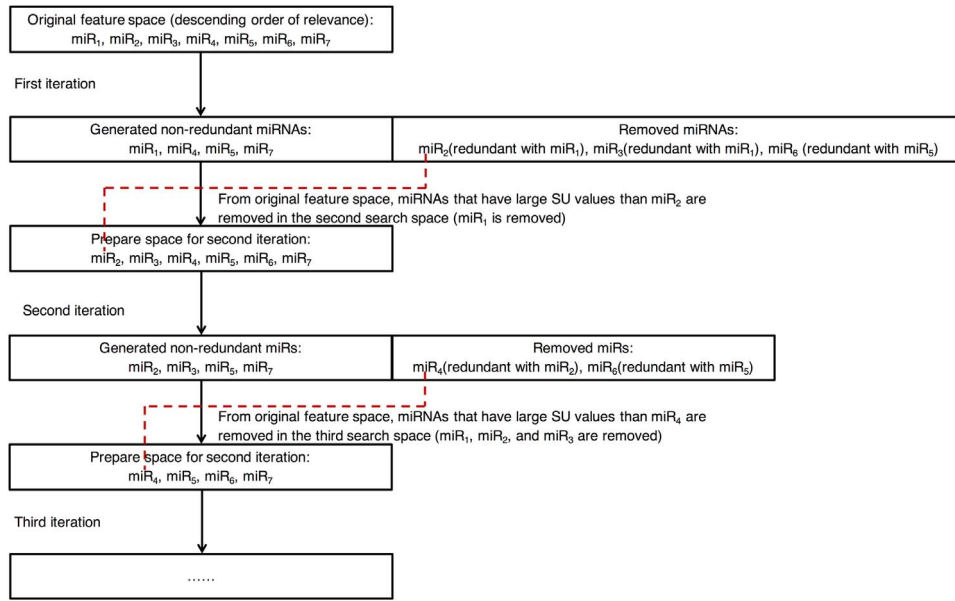 Original feature space (descending order of relevance):
miR₁, miR₂, miR₃, miR₄, miR₅, miR₆, miR₇
First iteration
Generated non-redundant miRNAs:
miR₁, miR₄, miR₅, miR₇
Removed miRNAs:
miR₂(redundant with miR₁), miR₃(redundant with miR₁), miR₆ (redundant with miR₅)
From original feature space, miRNAs that have large SU values than miR₂ are
removed in the second search space (miR₁ is removed)
Prepare space for second iteration:
miR₂, miR₃, miR₄, miR₅, miR₆, miR₇
Second iteration
Generated non-redundant miRs:
miR₂, miR₃, miR₅, miR₇
Removed miRs:
miR₄(redundant with miR₂), miR₆(redundant with miR₅)
From original feature space, miRNAs that have large SU values than miR₄ are
removed in the third search space (miR₁, miR₂, and miR₃ are removed)
Prepare space for second iteration:
miR₄, miR₅, miR₆, miR₇
Third iteration
......